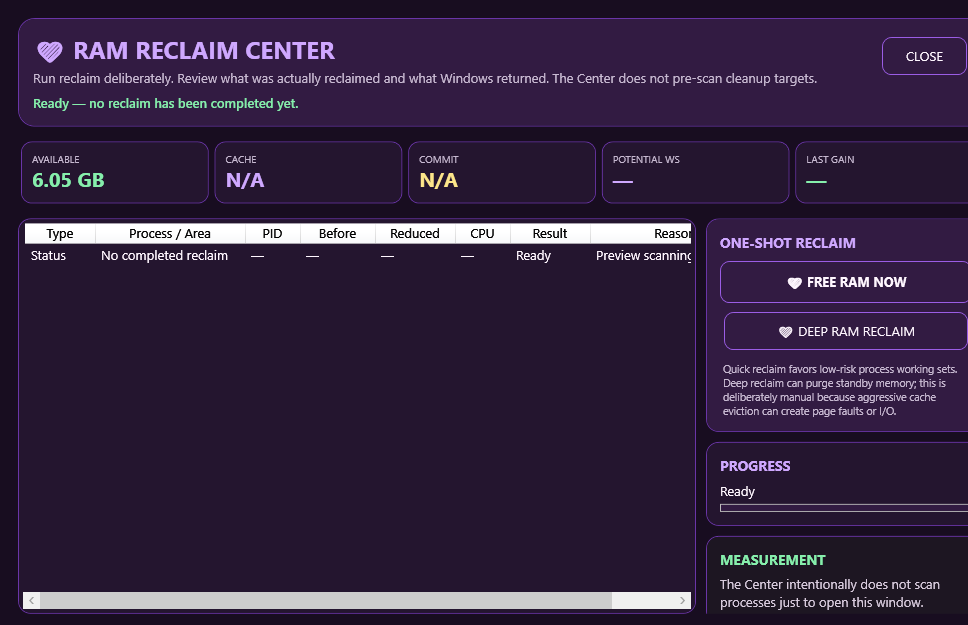 RAM RECLAIM CENTER
CLOSE
Run reclaim deliberately. Review what was actually reclaimed and what Windows returned. The Center does not pre-scan cleanup targets.
Ready — no reclaim has been completed yet.
AVAILABLE
6.05 GB
CACHE
N/A
COMMIT
N/A
POTENTIAL WS
—
LAST GAIN
—
Type Process / Area PID Before Reduced CPU Result Reason
Status No completed reclaim — — — — Ready Preview scanning
ONE-SHOT RECLAIM
FREE RAM NOW
DEEP RAM RECLAIM
Quick reclaim favors low-risk process working sets.
Deep reclaim can purge standby memory; this is
deliberately manual because aggressive cache
eviction can create page faults or I/O.
PROGRESS
Ready
MEASUREMENT
The Center intentionally does not scan
processes just to open this window.